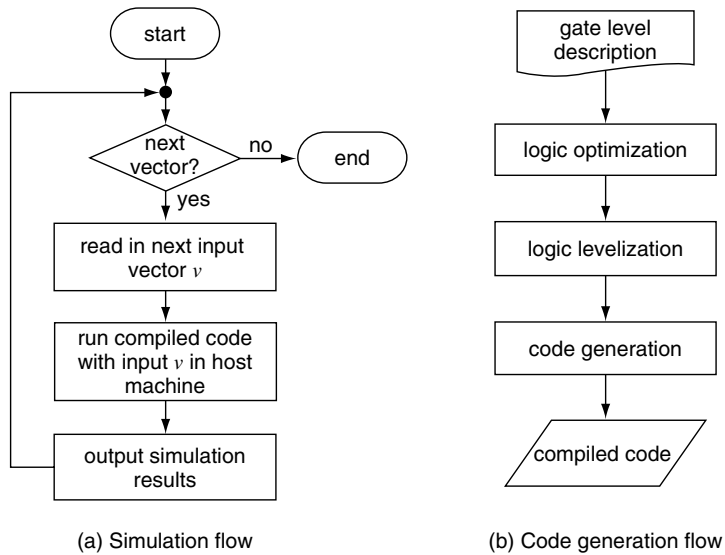 start
next
vector?
no
end
yes
read in next input
vector v
run compiled code
with input v in host
machine
output simulation
results
(a) Simulation flow
gate level
description
logic optimization
logic levelization
code generation
compiled code
(b) Code generation flow